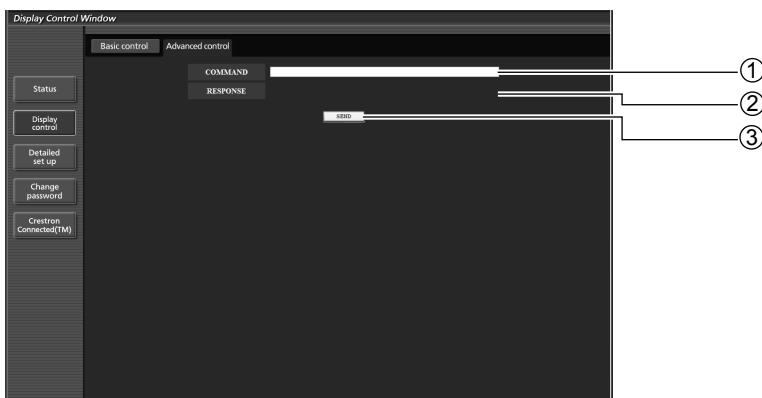 Display Control Window
Basic control
Advanced control
COMMAND
①
RESPONSE
②
SEND
③
Status
Display
control
Detailed
set up
Change
password
Crestron
Connected(TM)